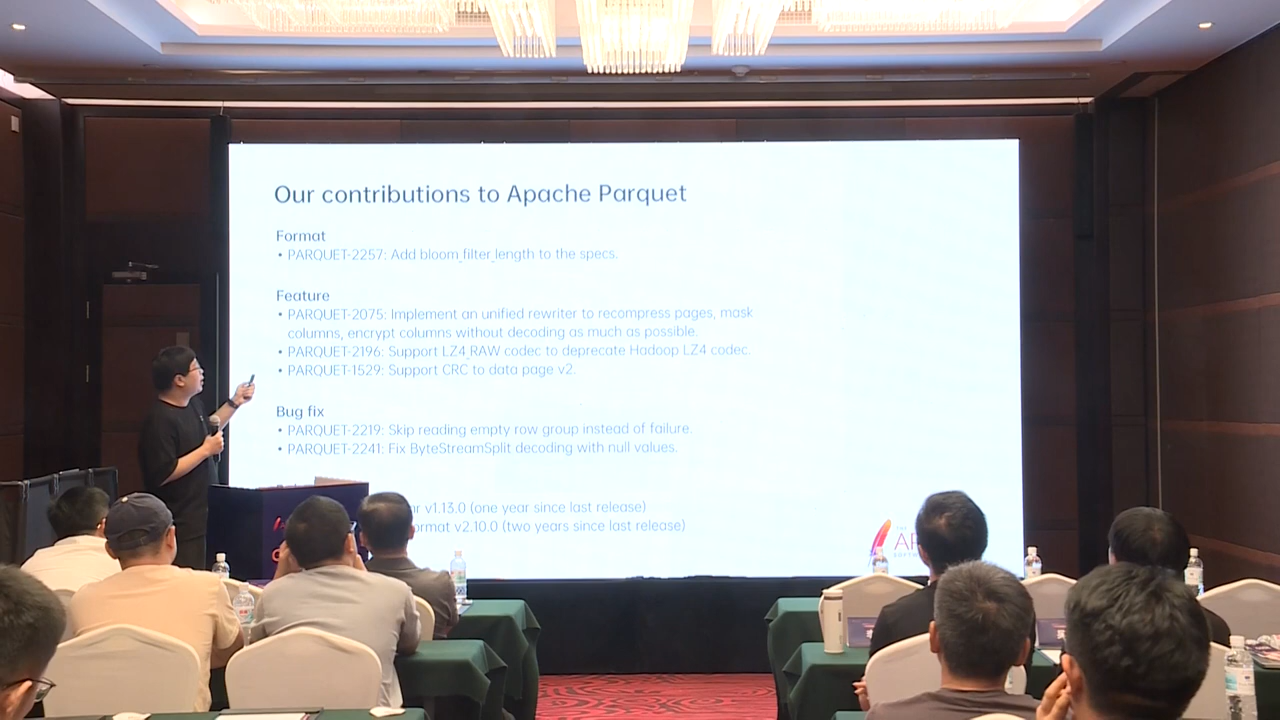 Our contributions to Apache Parquet
Format
• PARQUET-2257: Add bloom_filter_length to the specs.
Feature
• PARQUET-2075: Implement an unified rewriter to recompress pages, mask
columns, encrypt columns without decoding as much as possible.
• PARQUET-2196: Support LZ4_RAW codec to deprecate Hadoop LZ4 codec.
• PARQUET-1529: Support CRC to data page v2.
Bug fix
• PARQUET-2219: Skip reading empty row group instead of failure.
• PARQUET-2241: Fix ByteStreamSplit decoding with null values.
v1.13.0 (one year since last release)
v2.10.0 (two years since last release)